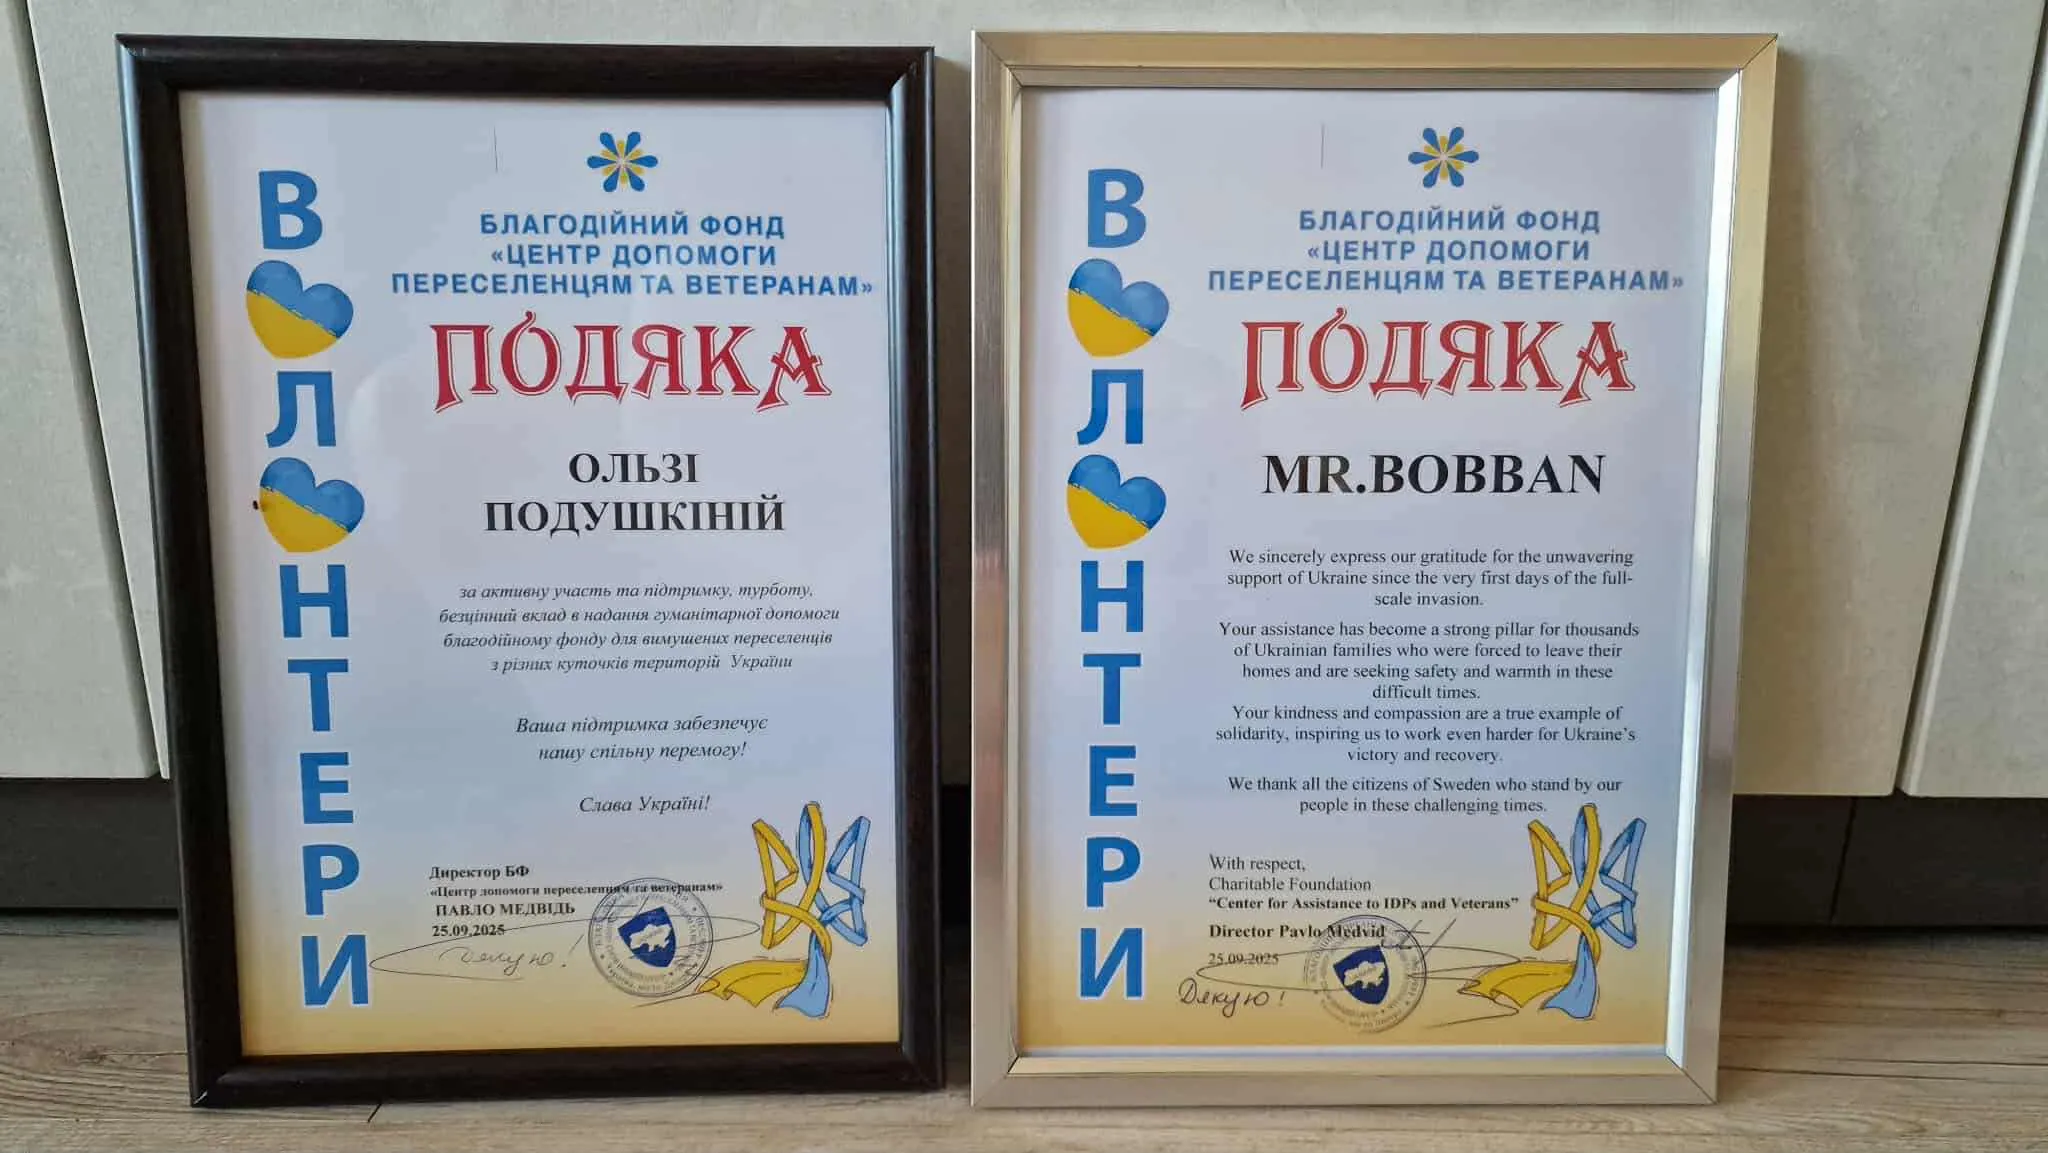 В
Л
Н
Т
Е
Р
И
БЛАГОДІЙНИЙ ФОНД
«ЦЕНТР ДОПОМОГИ
ПЕРЕСЕЛЕНЦЯМ ТА ВЕТЕРАНАМ»
ПОДЯКА
ОЛЬЗІ
ПОДУШКІНІЙ
за активну участь та підтримку, турботу,
безцінний вклад в надання гуманітарної допомоги
благодійному фонду для вимушених переселенців
з різних куточків територій України
Ваша підтримка забезпечує
нашу спільну перемогу!
Слава Україні!
Директор БФ
«Центр допомоги переселенцям та ветеранам»
ПАВЛО МЕДВІДЬ
25.09.2025
Дякую!
В
Л
Н
Т
Е
Р
И
БЛАГОДІЙНИЙ ФОНД
«ЦЕНТР ДОПОМОГИ
ПЕРЕСЕЛЕНЦЯМ ТА ВЕТЕРАНАМ»
ПОДЯКА
MR.BOBBAN
We sincerely express our gratitude for the unwavering
support of Ukraine since the very first days of the full-
scale invasion.
Your assistance has become a strong pillar for thousands
of Ukrainian families who were forced to leave their
homes and are seeking safety and warmth in these
difficult times.
Your kindness and compassion are a true example of
solidarity, inspiring us to work even harder for Ukraine’s
victory and recovery.
We thank all the citizens of Sweden who stand by our
people in these challenging times.
With respect,
Charitable Foundation
“Center for Assistance to IDPs and Veterans”
Director Pavlo Medvid
25.09.2025
Дякую!